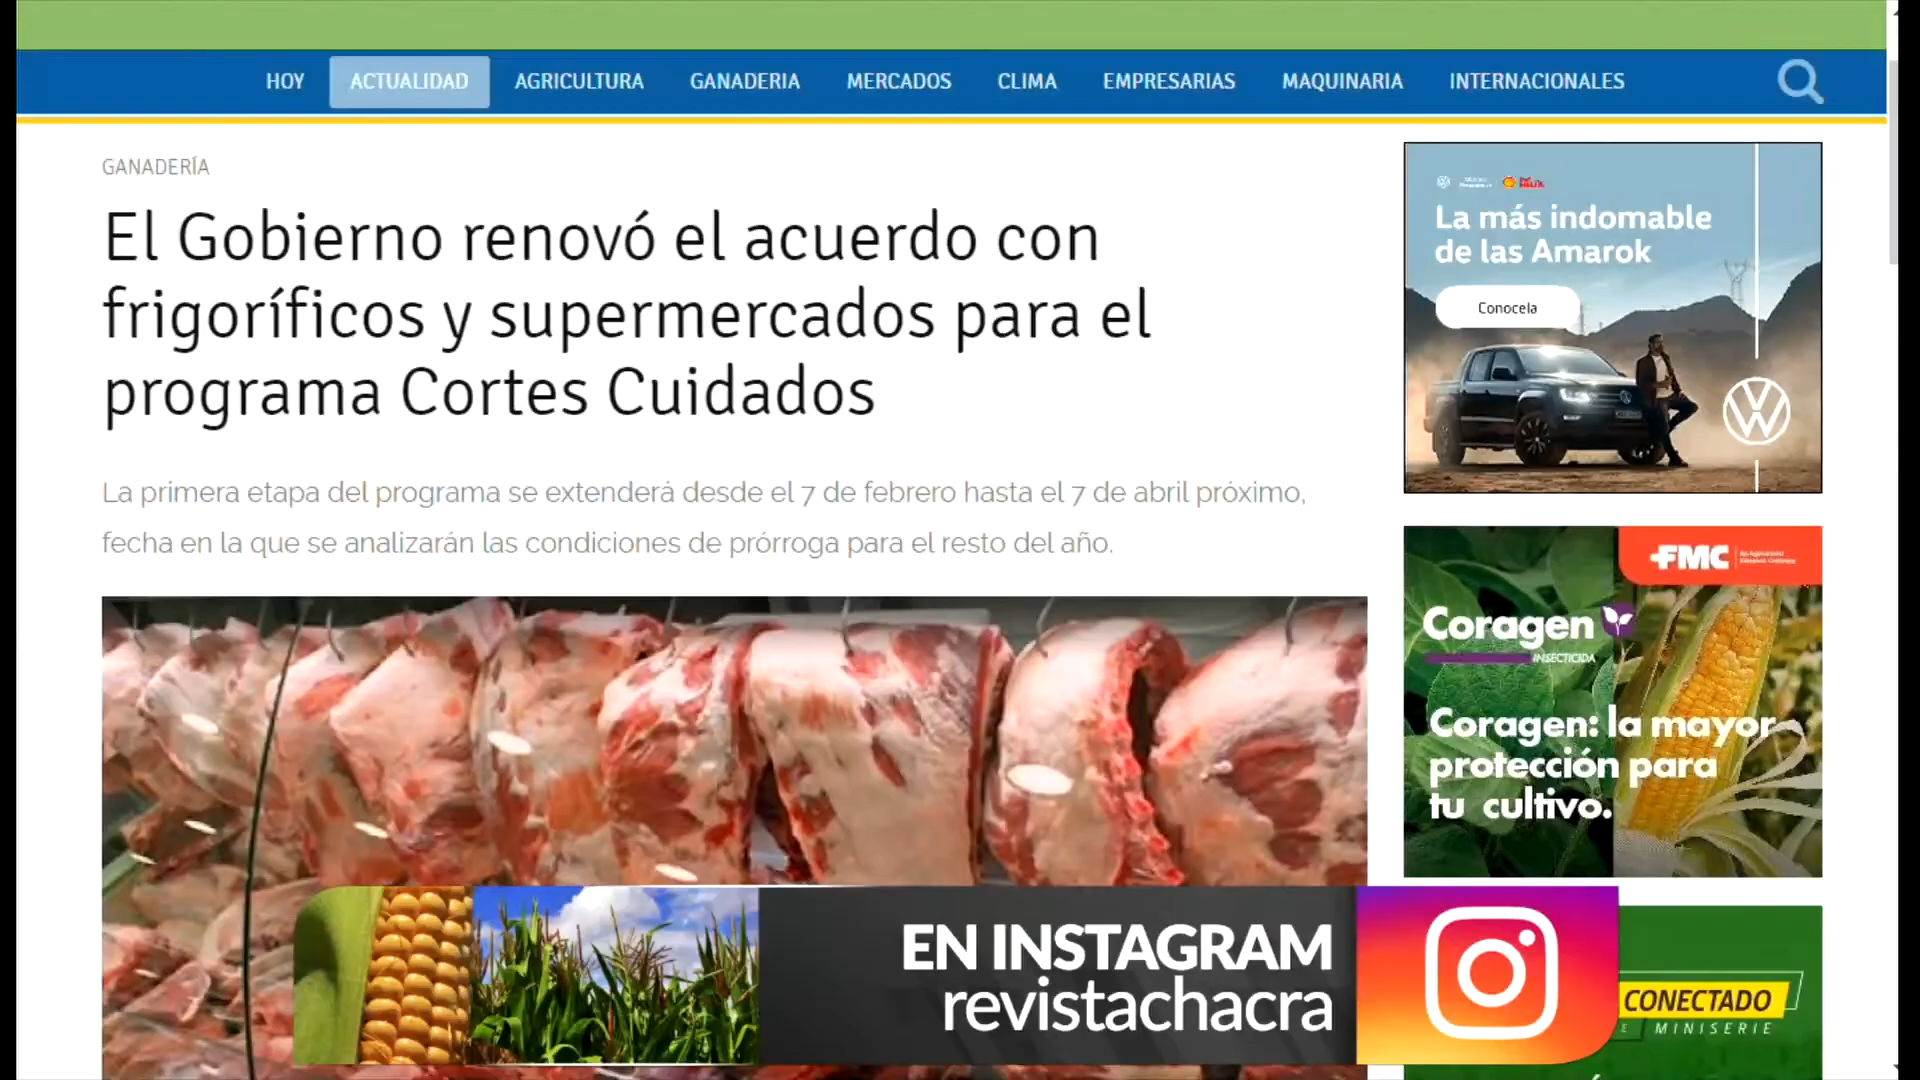 HOY ACTUALIDAD AGRICULTURA GANADERIA MERCADOS CLIMA EMPRESARIAS MAQUINARIA INTERNACIONALES
GANADERÍA
El Gobierno renovó el acuerdo con
frigoríficos y supermercados para el
programa Cortes Cuidados
La primera etapa del programa se extenderá desde el 7 de febrero hasta el 7 de abril próximo,
fecha en la que se analizarán las condiciones de prórroga para el resto del año.
La más indomable
de las Amarok
Conocela
FMC
Coragen
INSECTICIDA
Coragen: la mayor
protección para
tu cultivo.
EN INSTAGRAM
revistachacra
CONECTADO
MINISERIE